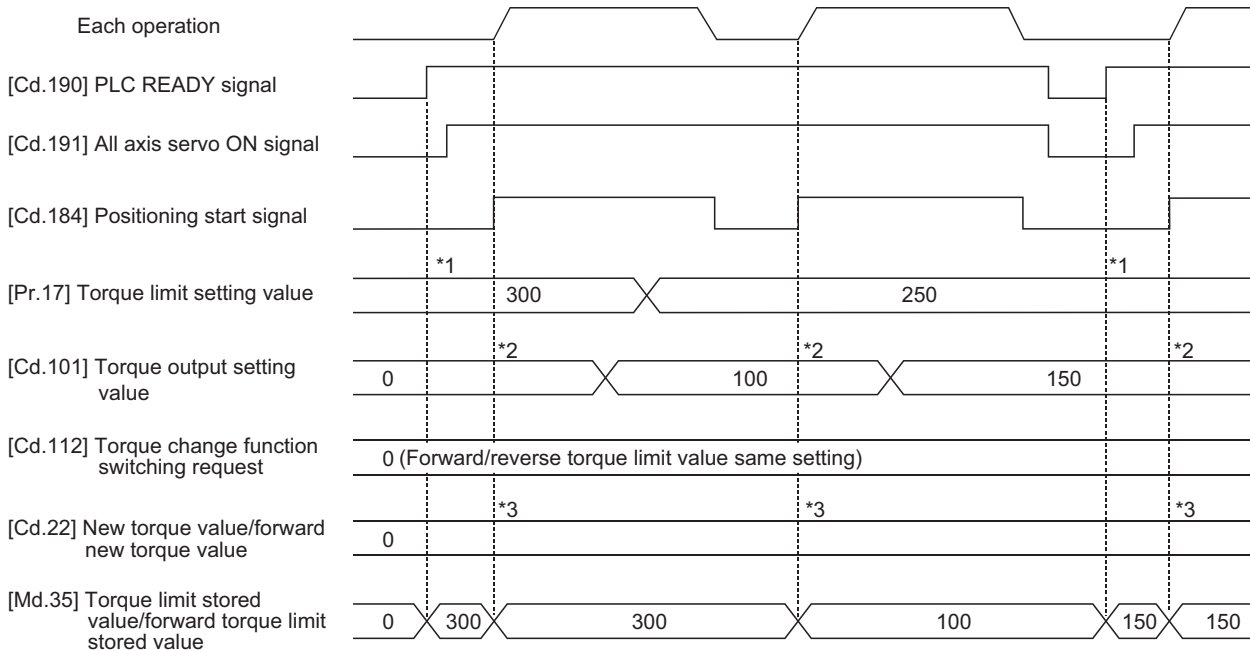 Each operation
[Cd.190] PLC READY signal
[Cd.191] All axis servo ON signal
[Cd.184] Positioning start signal
*1 *1
[Pr.17] Torque limit setting value 300 250
*2 *2 *2
[Cd.101] Torque output setting
value
0 100 150
[Cd.112] Torque change function
switching request
0 (Forward/reverse torque limit value same setting)
*3 *3 *3
[Cd.22] New torque value/forward
new torque value
0
[Md.35] Torque limit stored
value/forward torque limit
stored value
0 300 300 100 150 150